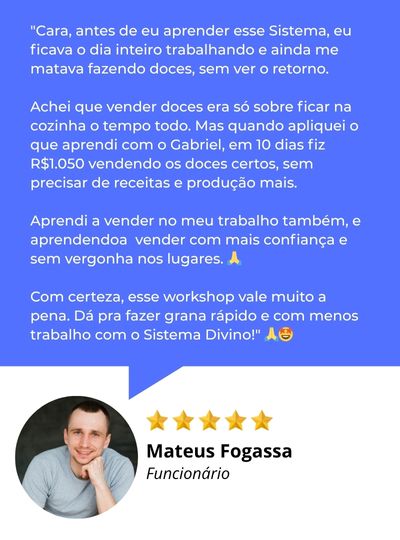 "Cara, antes de eu aprender esse Sistema, eu
ficava o dia inteiro trabalhando e ainda me
matava fazendo doces, sem ver o retorno.
Achei que vender doces era só sobre ficar na
cozinha o tempo todo. Mas quando apliquei o
que aprendi com o Gabriel, em 10 dias fiz
R$1.050 vendendo os doces certos, sem
precisar de receitas e produção mais.
Aprendi a vender no meu trabalho também, e
aprendendoa vender com mais confiança e
sem vergonha nos lugares. 🙏
Com certeza, esse workshop vale muito a
pena. Dá pra fazer grana rápido e com menos
trabalho com o Sistema Divino!" 🙏🤩
Mateus Fogassa
Funcionário